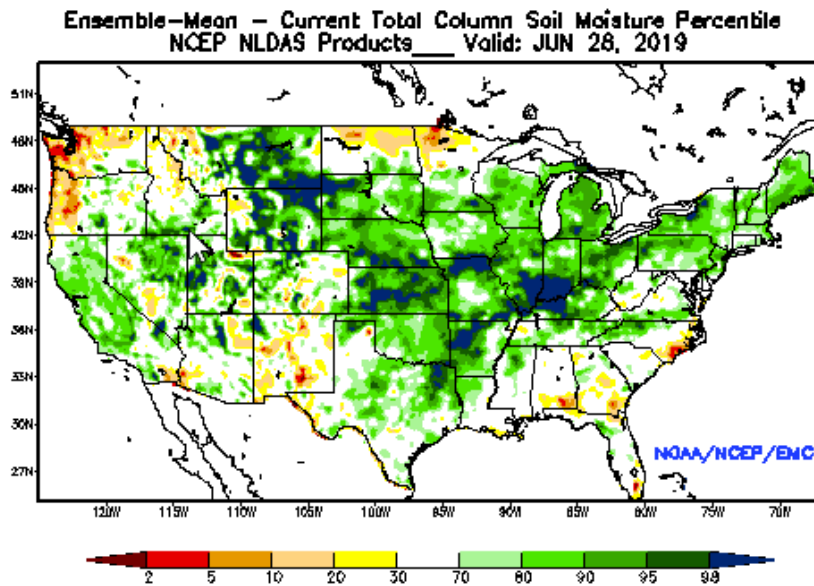 Ensemble-Mean - Current Total Column Soil Moisture Percentile
NCEP NLDAS Products___ Valid: JUN 28, 2019
51N
48N
45N
42N
39N
36N
33N
30N
27N
NOAA/NCEP/EMC
120W 115W 110W 105W 100W 95W 90W 85W 80W 75W 70W
2 5 10 20 30 70 80 90 95 98